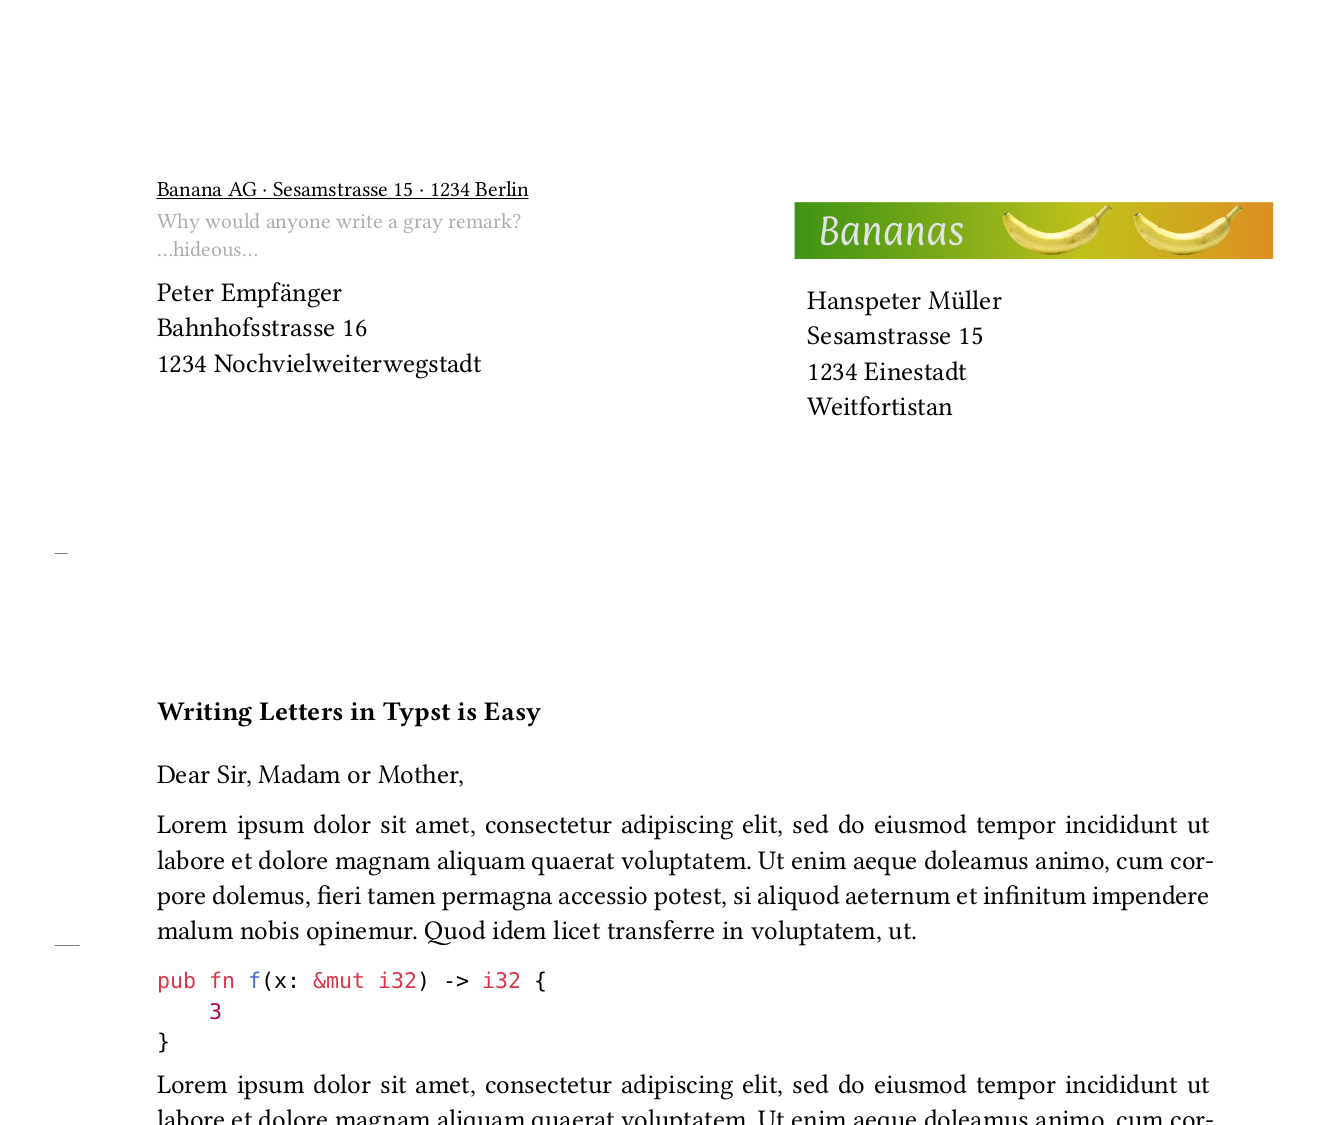 Banana AG · Sesamstrasse 15 · 1234 Berlin
Why would anyone write a gray remark?
…hideous…
Peter Empfänger
Bahnhofsstrasse 16
1234 Nochvielweiterwegstadt
Bananas
Hanspeter Müller
Sesamstrasse 15
1234 Einestadt
Weitfortistan
Writing Letters in Typst is Easy
Dear Sir, Madam or Mother,
Lorem ipsum dolor sit amet, consectetur adipiscing elit, sed do eiusmod tempor incididunt ut
labore et dolore magnam aliquam quaerat voluptatem. Ut enim aeque doleamus animo, cum cor-
pore dolemus, fieri tamen permagna accessio potest, si aliquod aeternum et infinitum impendere
malum nobis opinemur. Quod idem licet transferre in voluptatem, ut.
pub fn f(x: &mut i32) -> i32 {
    3
}
Lorem ipsum dolor sit amet, consectetur adipiscing elit, sed do eiusmod tempor incididunt ut
labore et dolore magnam aliquam quaerat voluptatem. Ut enim aeque doleamus animo, cum cor-